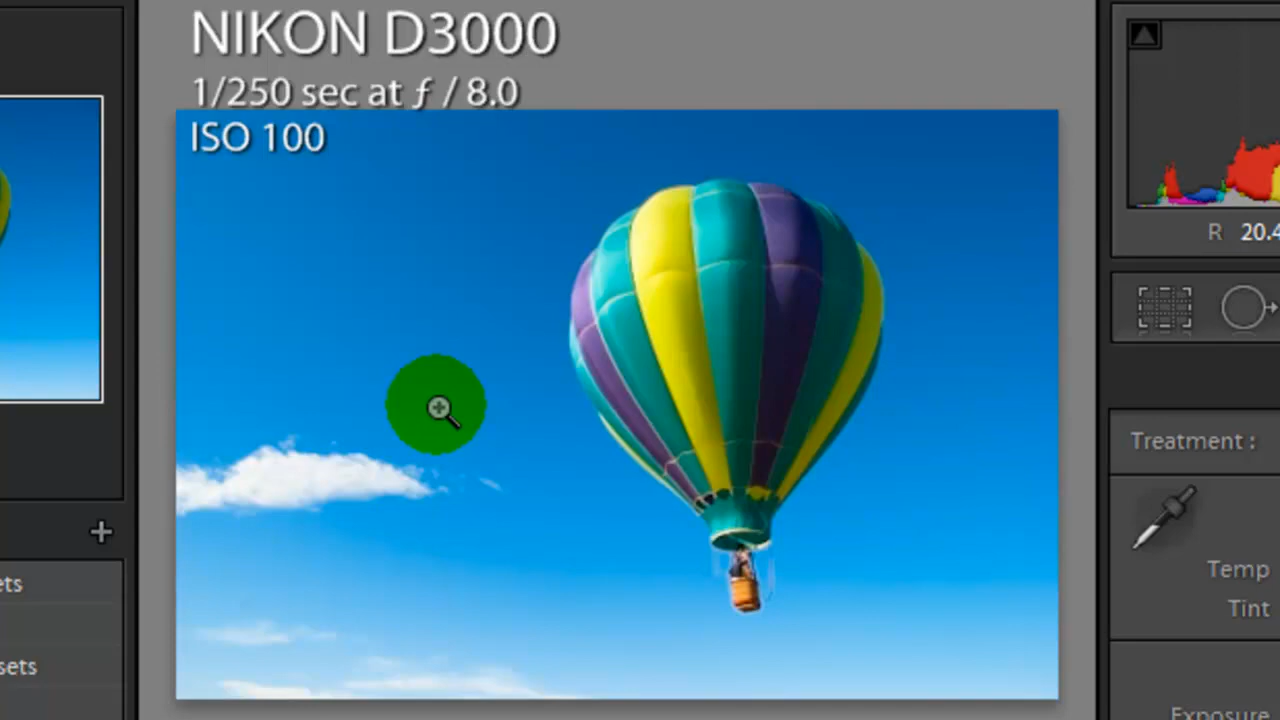 NIKON D3000
1/250 sec at ƒ / 8.0
ISO 100
R 20.4
Treatment :
ets
Temp
Tint
sets
Exposure